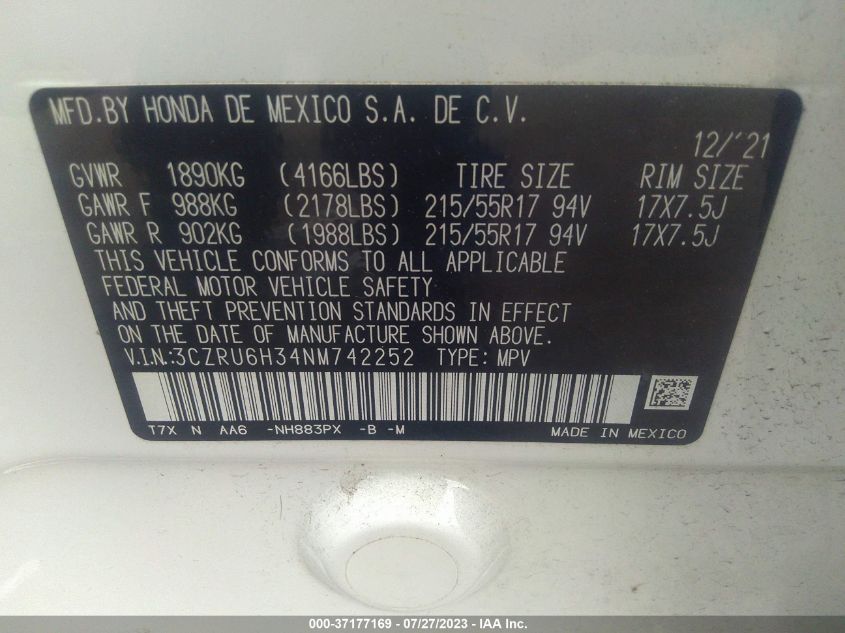 MFD.BY HONDA DE MEXICO S.A. DE C.V.
12/'21
GVWR 1890KG (4166LBS) TIRE SIZE RIM SIZE
GAWR F 988KG (2178LBS) 215/55R17 94V 17X7.5J
GAWR R 902KG (1988LBS) 215/55R17 94V 17X7.5J
THIS VEHICLE CONFORMS TO ALL APPLICABLE
FEDERAL MOTOR VEHICLE SAFETY
AND THEFT PREVENTION STANDARDS IN EFFECT
ON THE DATE OF MANUFACTURE SHOWN ABOVE.
V.I.N.:3CZRU6H34NM742252 TYPE: MPV
T7X N AA6 -NH883PX -B -M MADE IN MEXICO
000-37177169 / 07/27/2023 - IAA Inc.